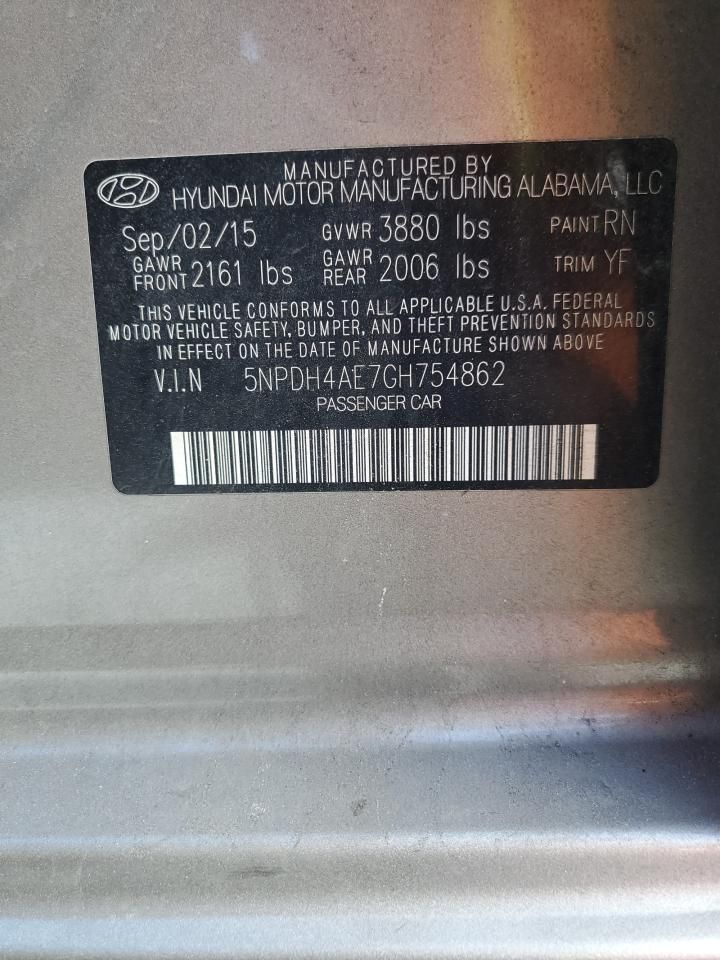 MANUFACTURED BY
HYUNDAI MOTOR MANUFACTURING ALABAMA, LLC
Sep/02/15 GVWR 3880 lbs PAINT RN
GAWR FRONT 2161 lbs GAWR REAR 2006 lbs TRIM YF
THIS VEHICLE CONFORMS TO ALL APPLICABLE U.S.A. FEDERAL
MOTOR VEHICLE SAFETY, BUMPER, AND THEFT PREVENTION STANDARDS
IN EFFECT ON THE DATE OF MANUFACTURE SHOWN ABOVE
V.I.N 5NPDH4AE7GH754862
PASSENGER CAR